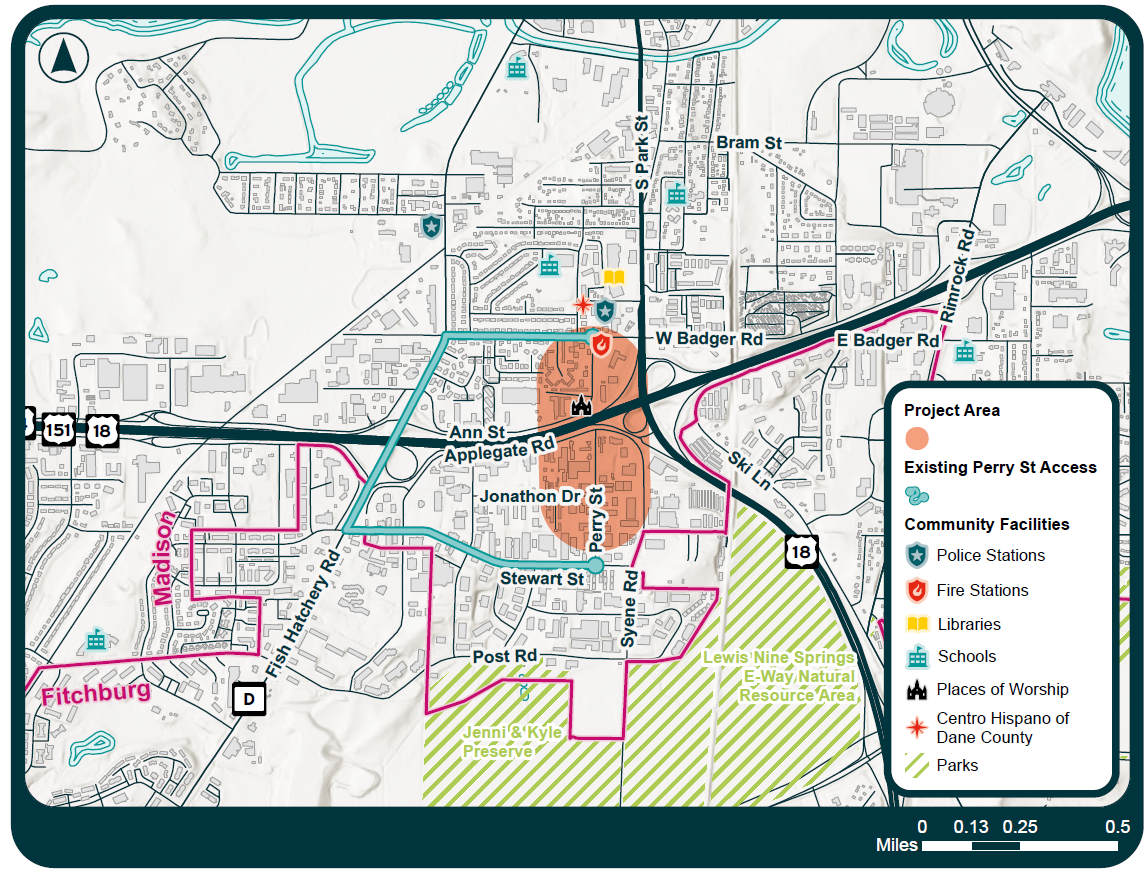 S Park St
Bram St
Rimrock Rd
W Badger Rd
E Badger Rd
151
18
Ann St
Applegate Rd
Ski Ln
Jonathon Dr
Perry St
Madison
18
Fish Hatchery Rd
Stewart St
Syene Rd
Post Rd
Lewis Nine Springs
E-Way Natural
Resource Area
Fitchburg
D
Jenni & Kyle
Preserve
Project Area
Existing Perry St Access
Community Facilities
Police Stations
Fire Stations
Libraries
Schools
Places of Worship
Centro Hispano of
Dane County
Parks
0 0.13 0.25 0.5
Miles